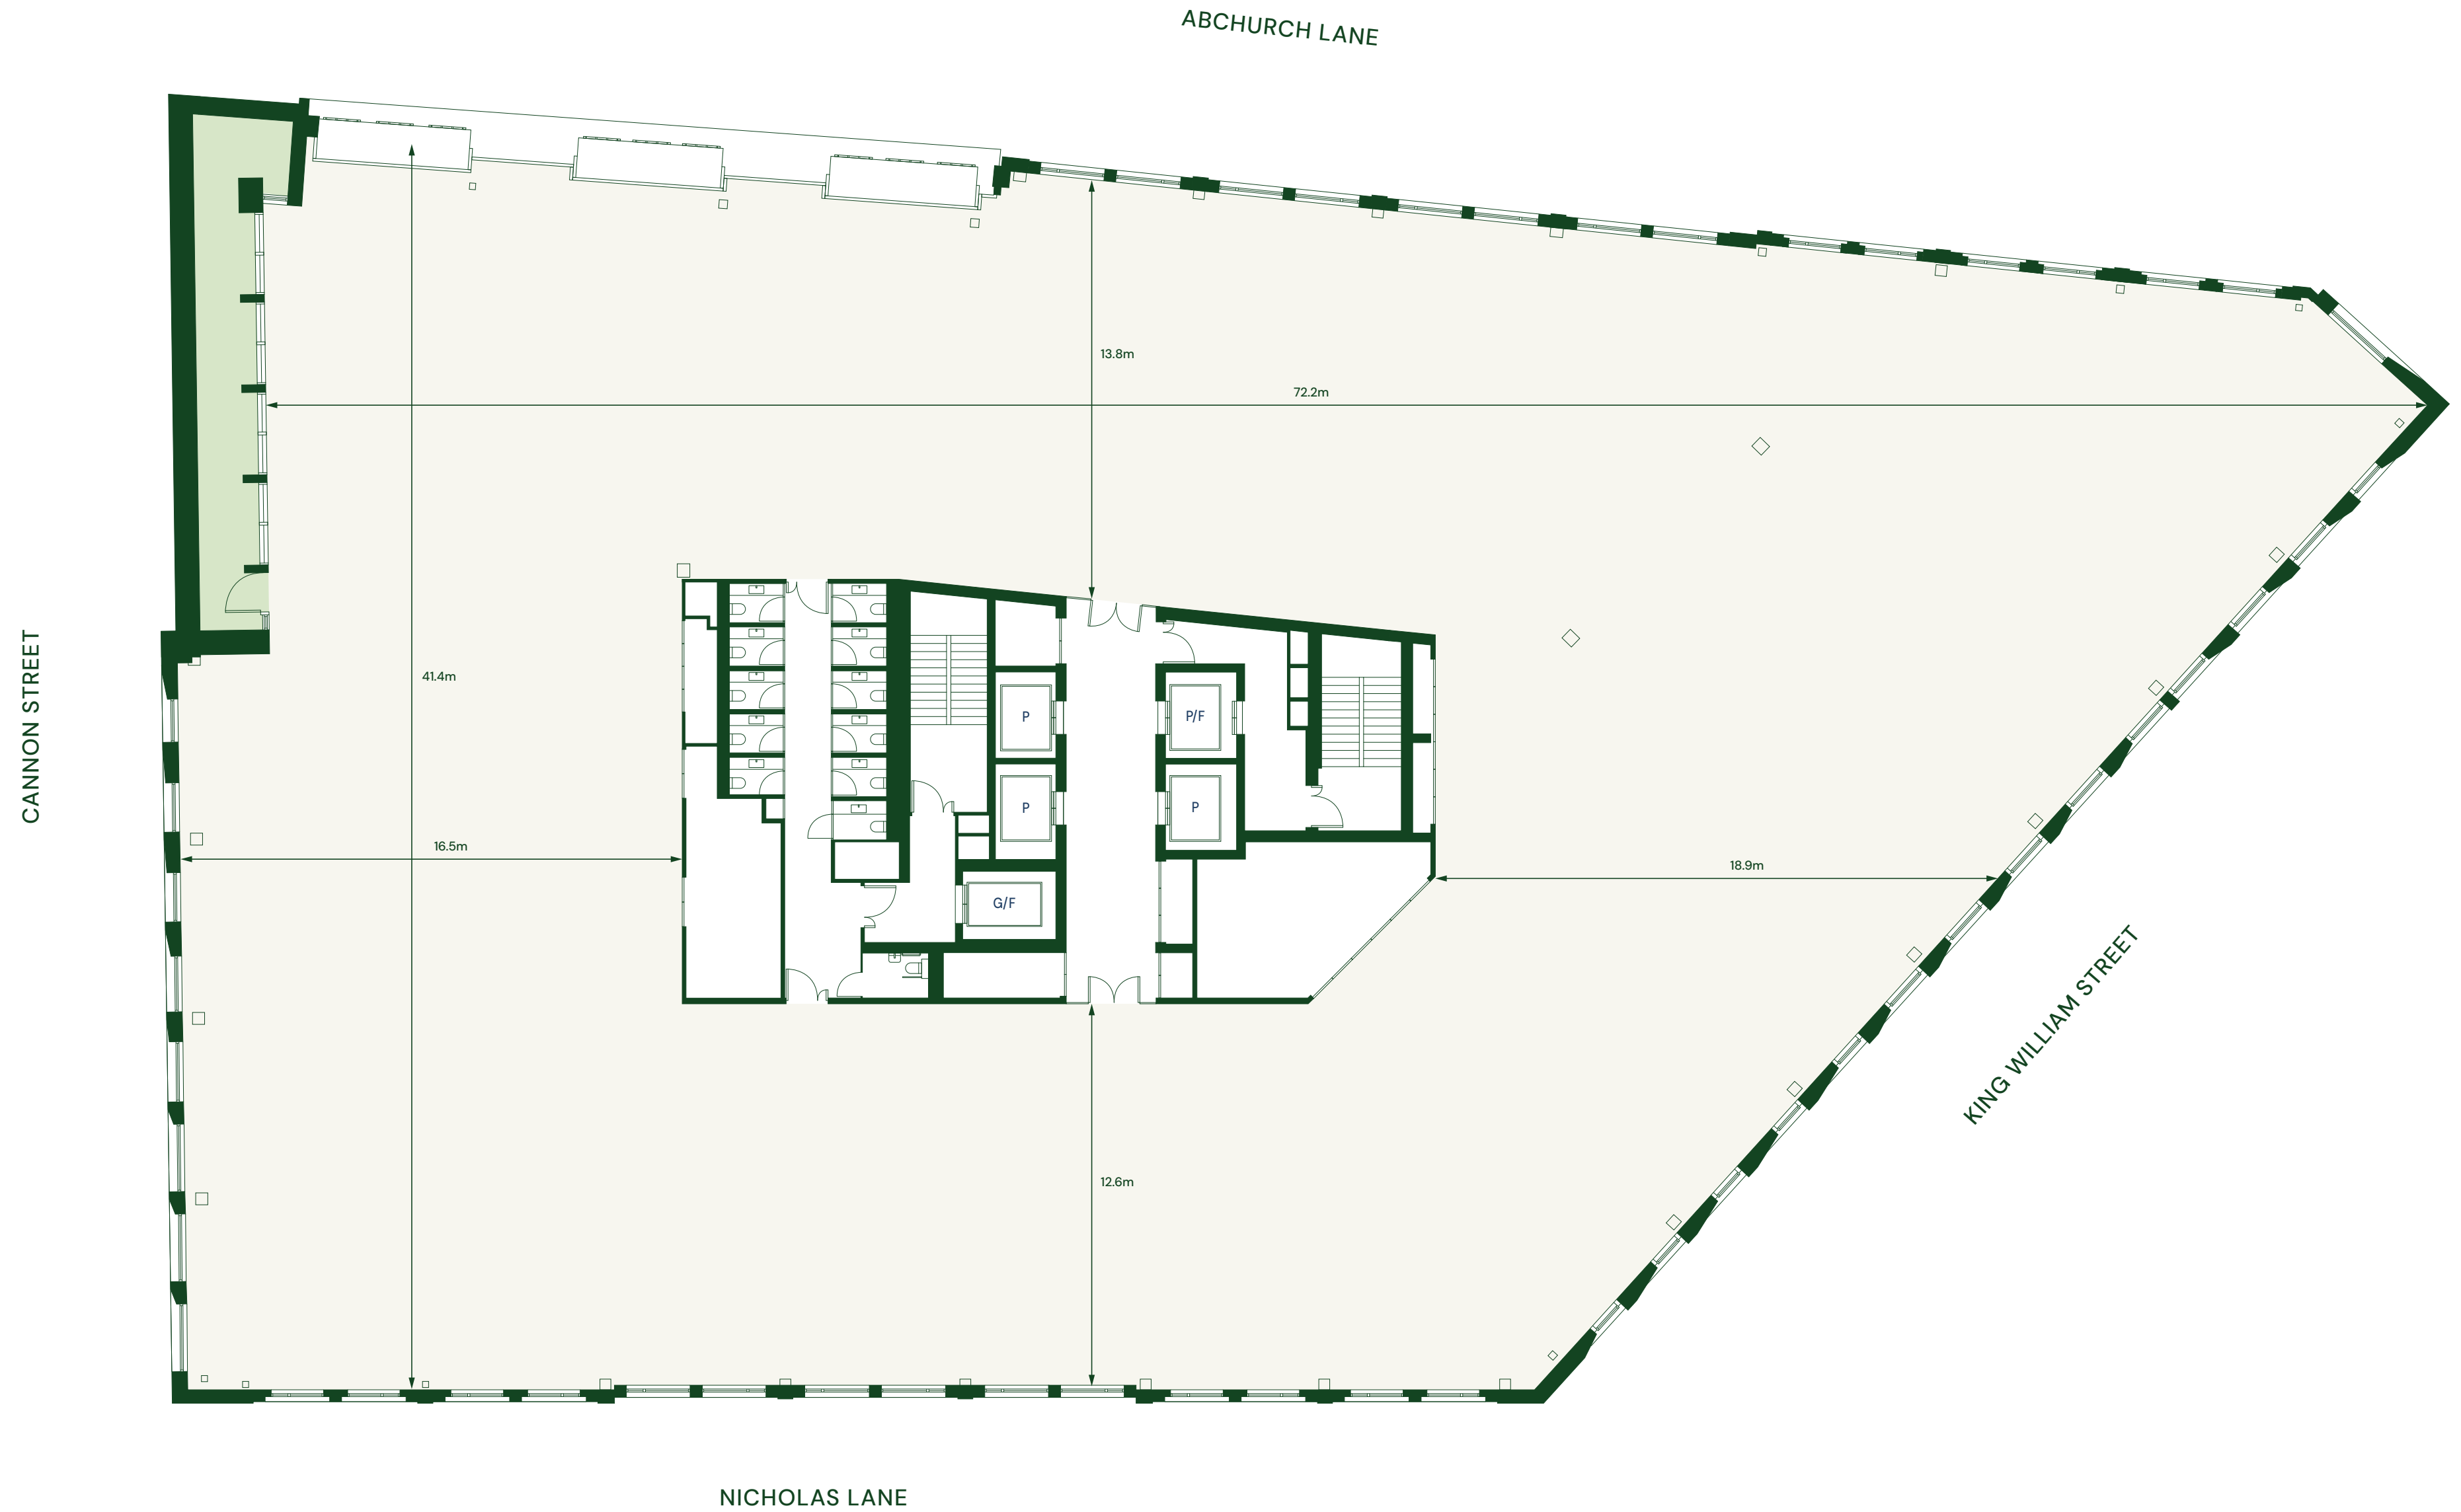 ABCHURCH LANE
13.8m
72.2m
CANNON STREET
41.4m
P
P/F
P
P
16.5m
18.9m
G/F
KING WILLIAM STREET
12.6m
NICHOLAS LANE